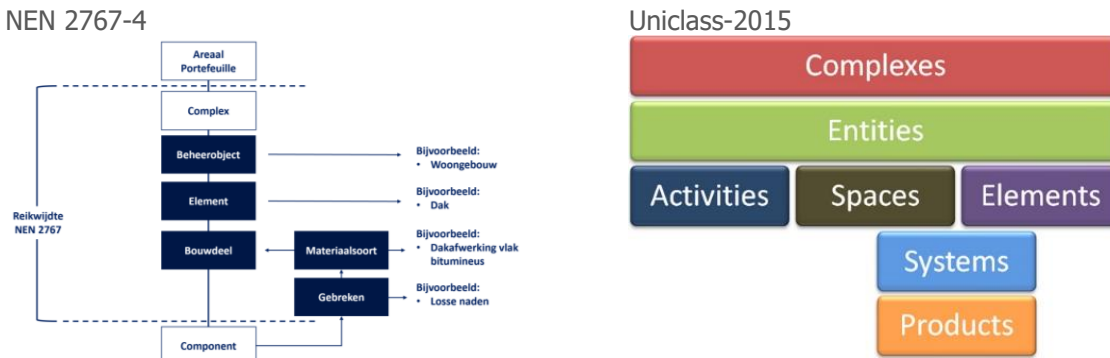 NEN 2767-4
Areaal
Portefeuille
Complex
Beheerobject
Bijvoorbeeld:
• Woongebouw
Element
Bijvoorbeeld:
• Dak
Reikwijdte
NEN 2767
Bouwdeel
Materiaalsoort
Bijvoorbeeld:
• Dakafwerking vlak
bitumineus
Gebreken
Bijvoorbeeld:
• Losse naden
Component
Uniclass-2015
Complexes
Entities
Activities
Spaces
Elements
Systems
Products